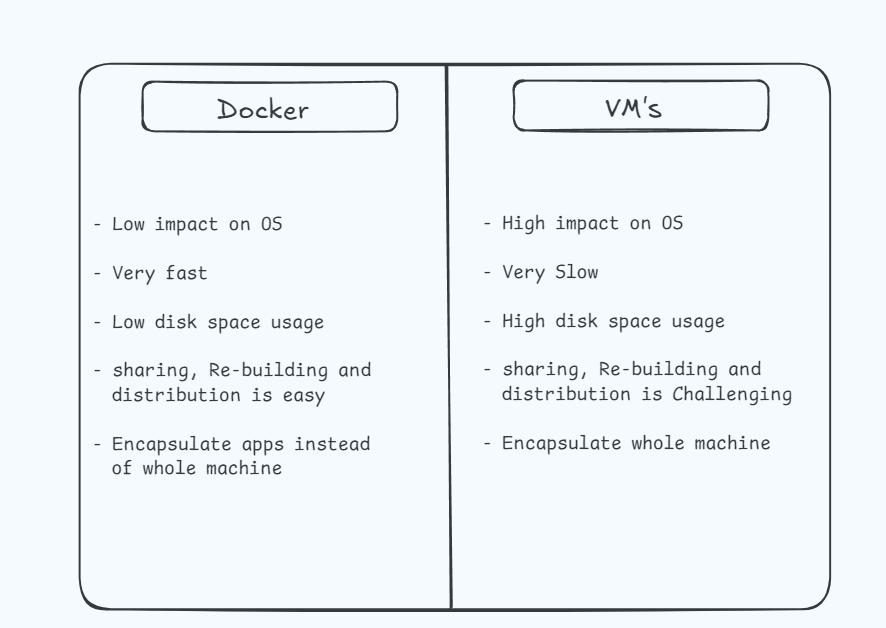 Docker
- Low impact on OS
- Very fast
- Low disk space usage
- sharing, Re-building and
distribution is easy
- Encapsulate apps instead
of whole machine
VM's
- High impact on OS
- Very Slow
- High disk space usage
- sharing, Re-building and
distribution is Challenging
- Encapsulate whole machine